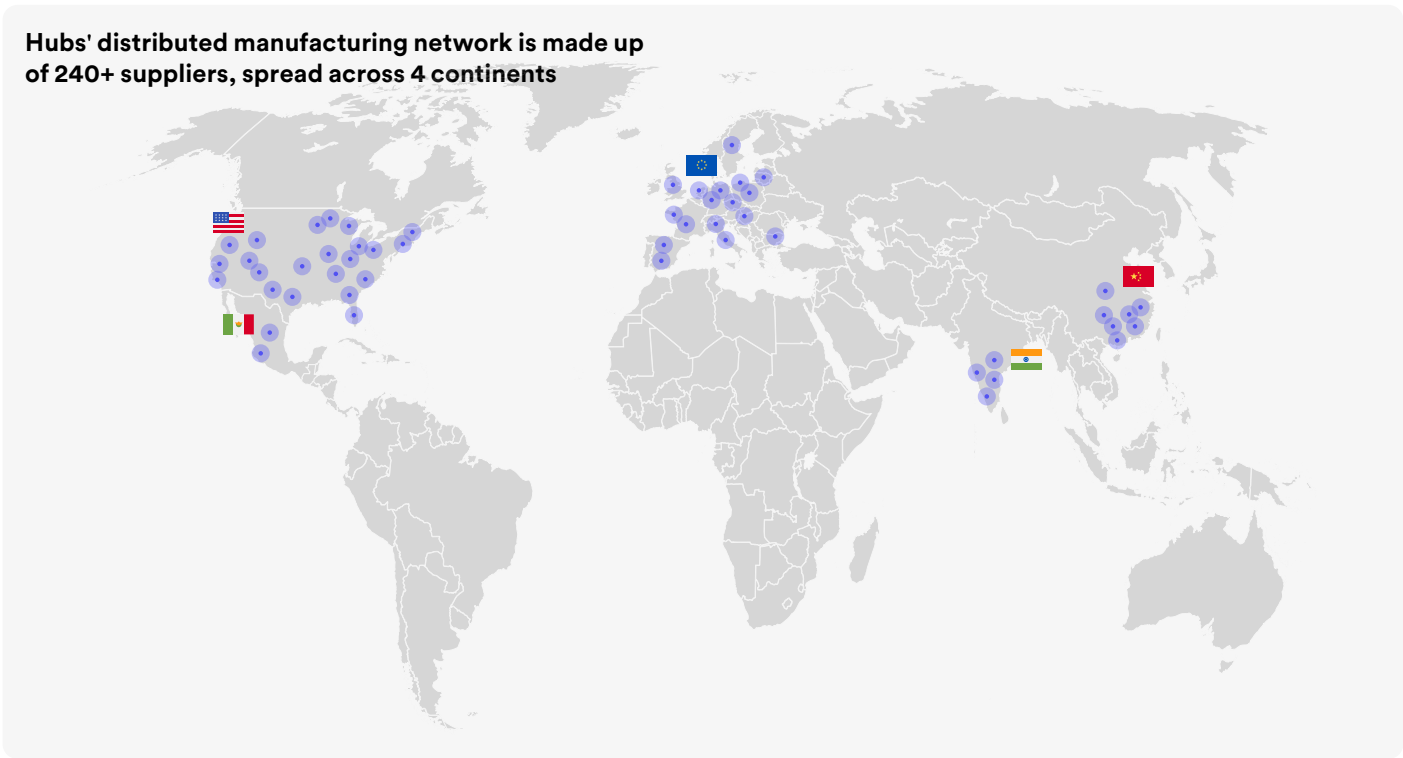 Hubs' distributed manufacturing network is made up
of 240+ suppliers, spread across 4 continents